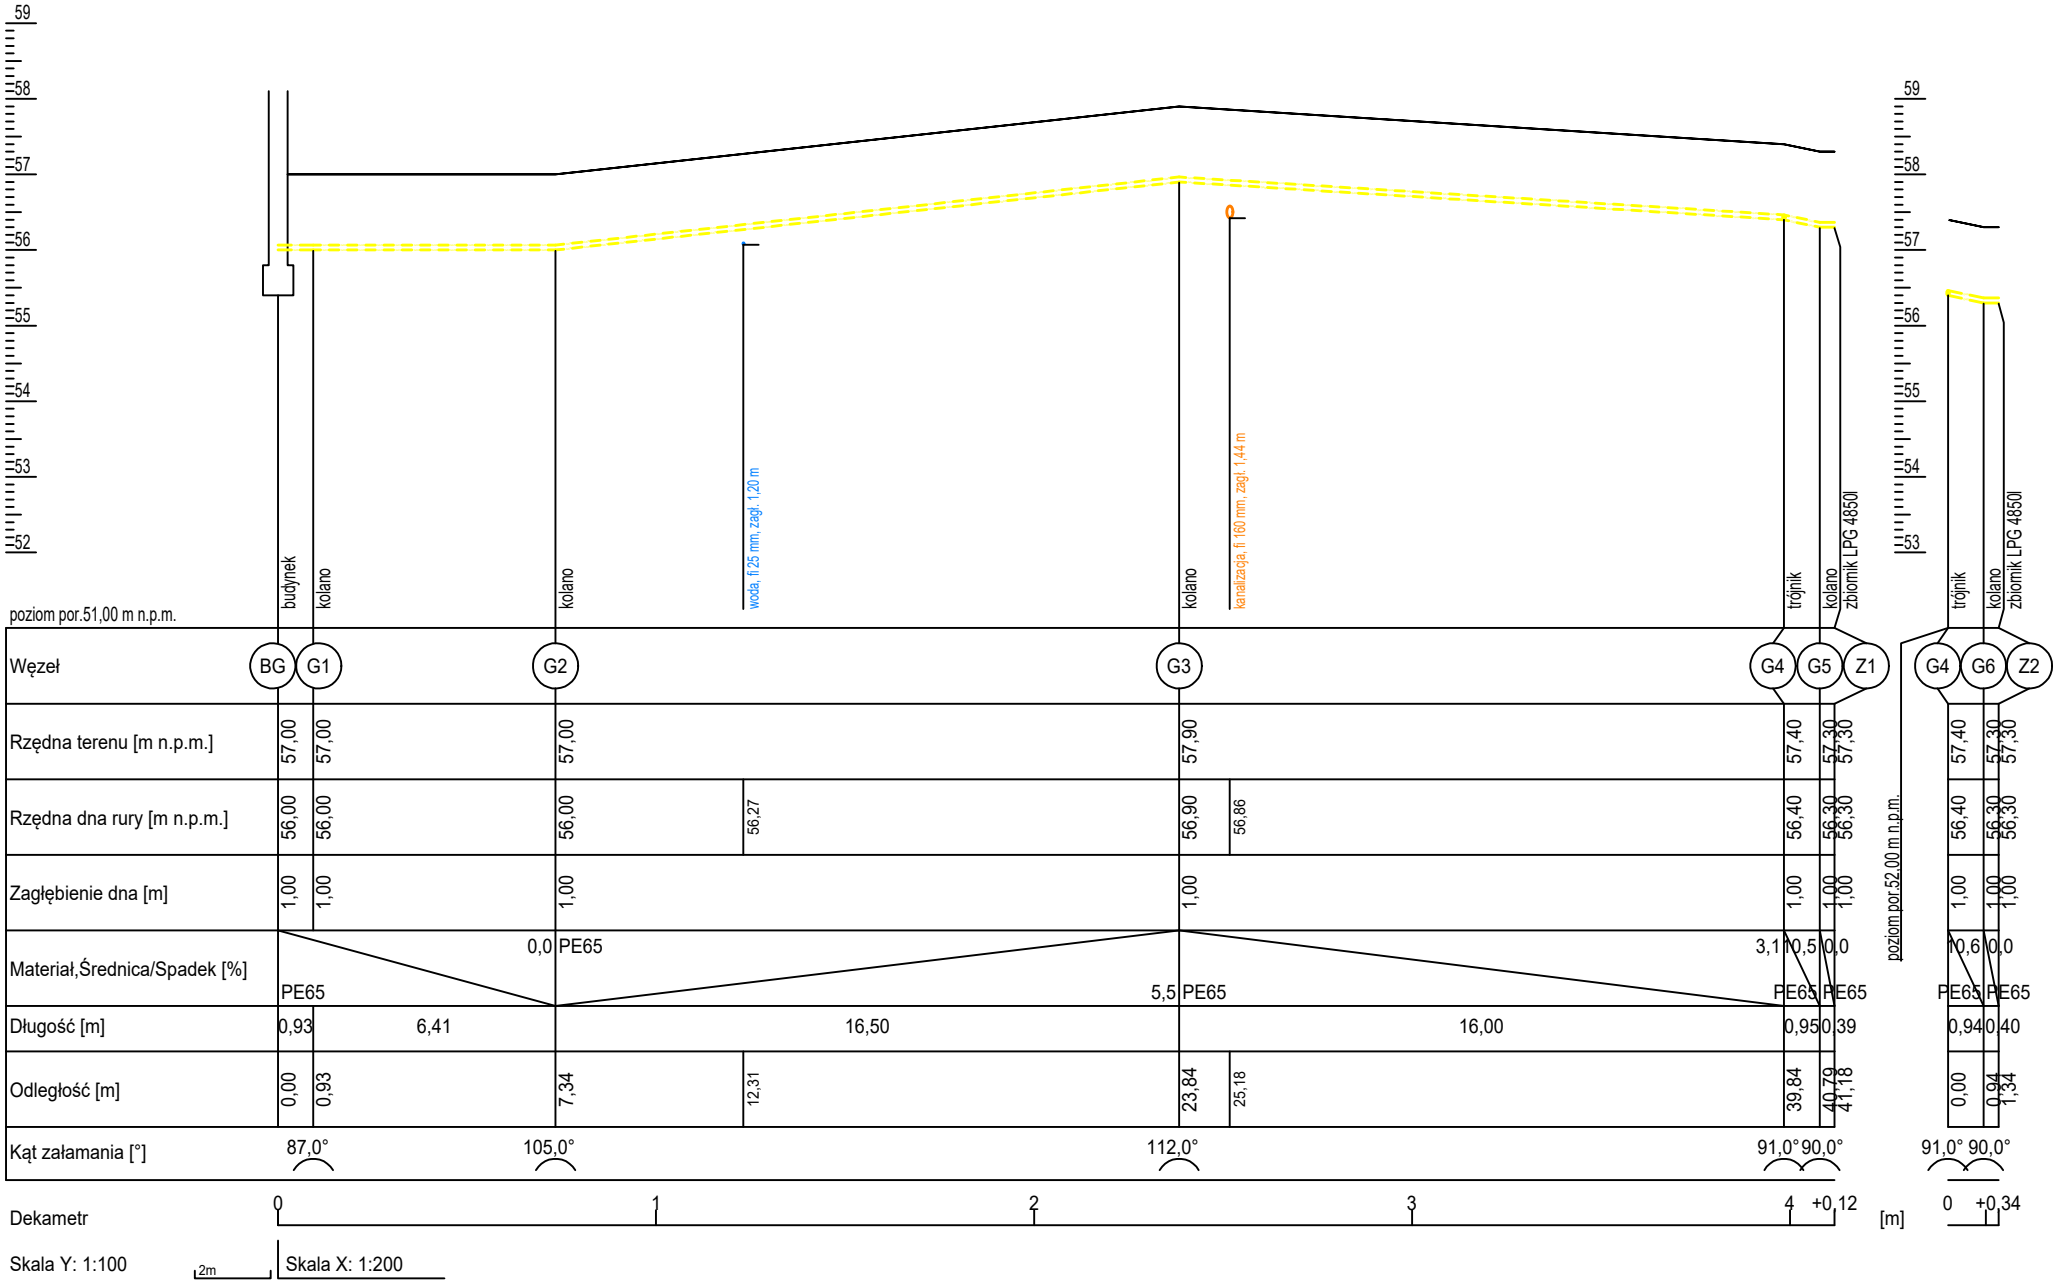 59
58
57
56
55
54
53
52
59
58
57
56
55
54
53
budynek
kolano
kolano
woda, fi 25 mm, zagł. 1,20 m
kolano
kanalizacja, fi 160 mm, zagł. 1,44 m
trójnik
kolano
zbiornik LPG 4850l
trójnik
kolano
zbiornik LPG 4850l
poziom por.51,00 m n.p.m.
poziom por.52,00 m n.p.m.
Węzeł BG G1 G2 G3 G4 G5 Z1 G4 G6 Z2
Rzędna terenu [m n.p.m.] 57,00 57,00 57,00 57,90 57,40 57,30 57,30 57,40 57,30 57,30
Rzędna dna rury [m n.p.m.] 56,00 56,00 56,00 56,27 56,90 56,86 56,40 56,30 56,30 56,40 56,30 56,30
Zagłębienie dna [m] 1,00 1,00 1,00 1,00 1,00 1,00 1,00 1,00 1,00 1,00
0,0 PE65 3,1 10,5 0,0 10,6 0,0
Materiał,Średnica/Spadek [%]
PE65 5,5 PE65 PE65 PE65 PE65 PE65
Długość [m] 0,93 6,41 16,50 16,00 0,95 0,39 0,94 0,40
Odległość [m] 0,00 0,93 7,34 12,31 23,84 25,18 39,84 40,79 41,18 0,00 0,94 1,34
Kąt załamania [°] 87,0° 105,0° 112,0° 91,0° 90,0° 91,0° 90,0°
Dekametr 0 1 2 3 4 +0,12 [m] 0 +0,34
Skala Y: 1:100 2m Skala X: 1:200